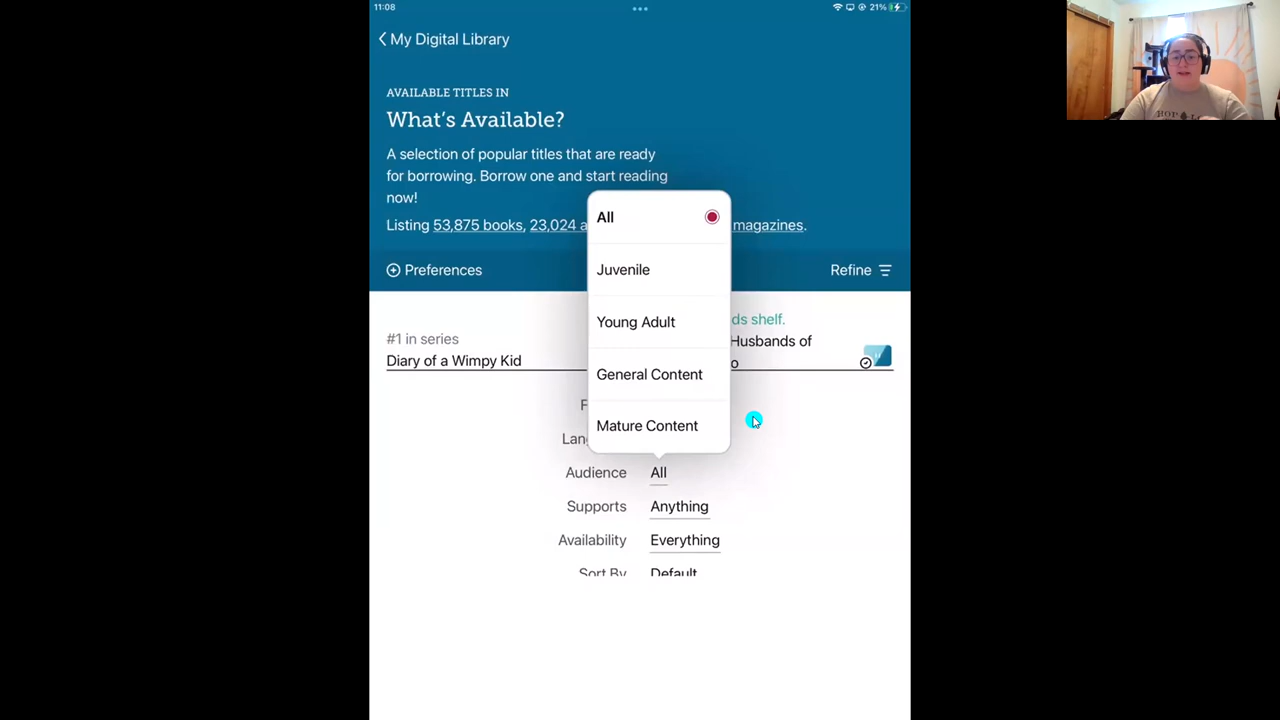 11:08
21%
My Digital Library
AVAILABLE TITLES IN
What's Available?
A selection of popular titles that are ready
for borrowing. Borrow one and start reading
now!
Listing 53,875 books, 23,024 a
magazines.
Preferences
Refine
All
Juvenile
Young Adult
General Content
Mature Content
#1 in series
Diary of a Wimpy Kid
ds shelf.
Husbands of
o
F
Lan
Audience All
Supports Anything
Availability Everything
Sort By Default